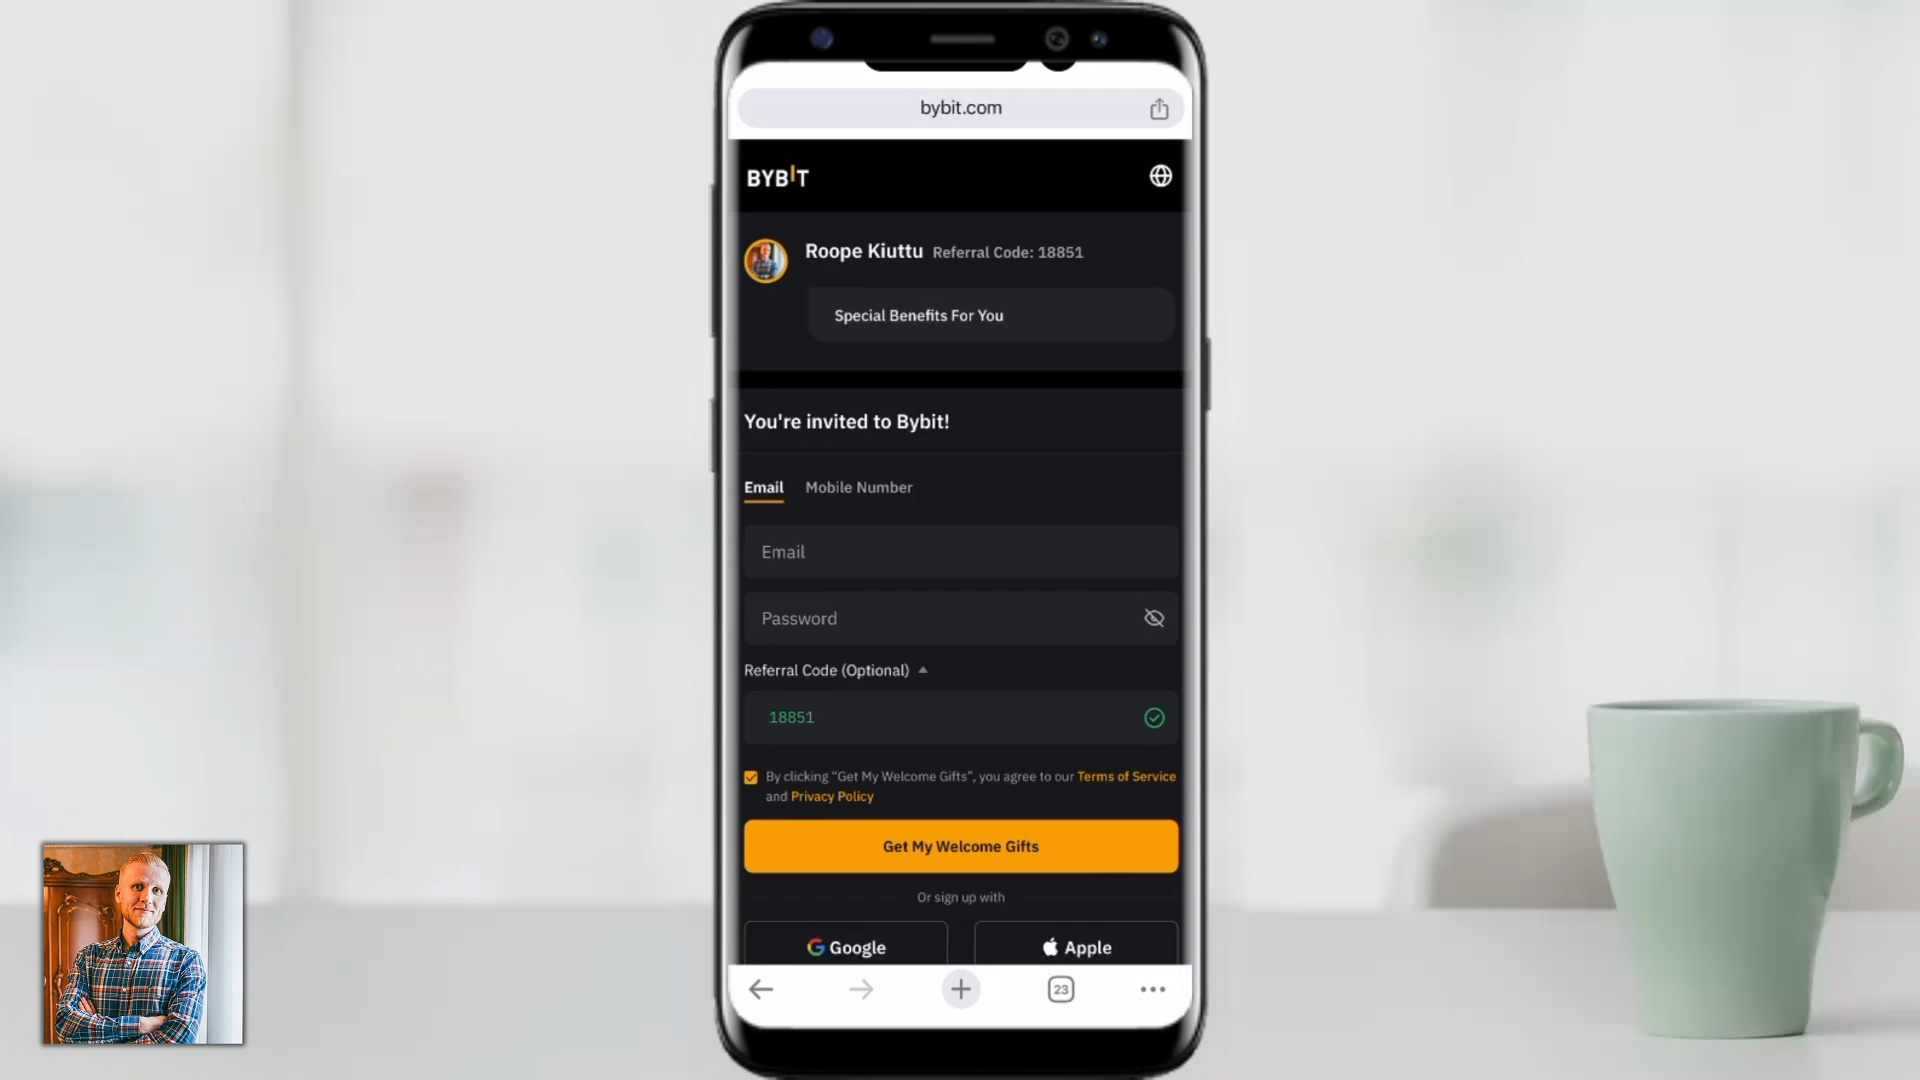 bybit.com
BYBIT
Roope Kiuttu Referral Code: 18851
Special Benefits For You
You're invited to Bybit!
Email Mobile Number
Email
Password
Referral Code (Optional)
18851
By clicking “Get My Welcome Gifts”, you agree to our Terms of Service
and Privacy Policy
Get My Welcome Gifts
Or sign up with
Google Apple
23